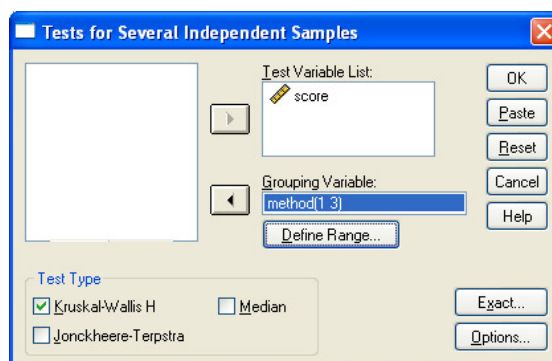 Tests for Several Independent Samples
Test Variable List:
score
OK
Paste
Reset
Grouping Variable:
method(1 3)
Cancel
Help
Define Range...
Test Type
Kruskal-Wallis H
Median
Jonckheere-Terpstra
Exact...
Options...